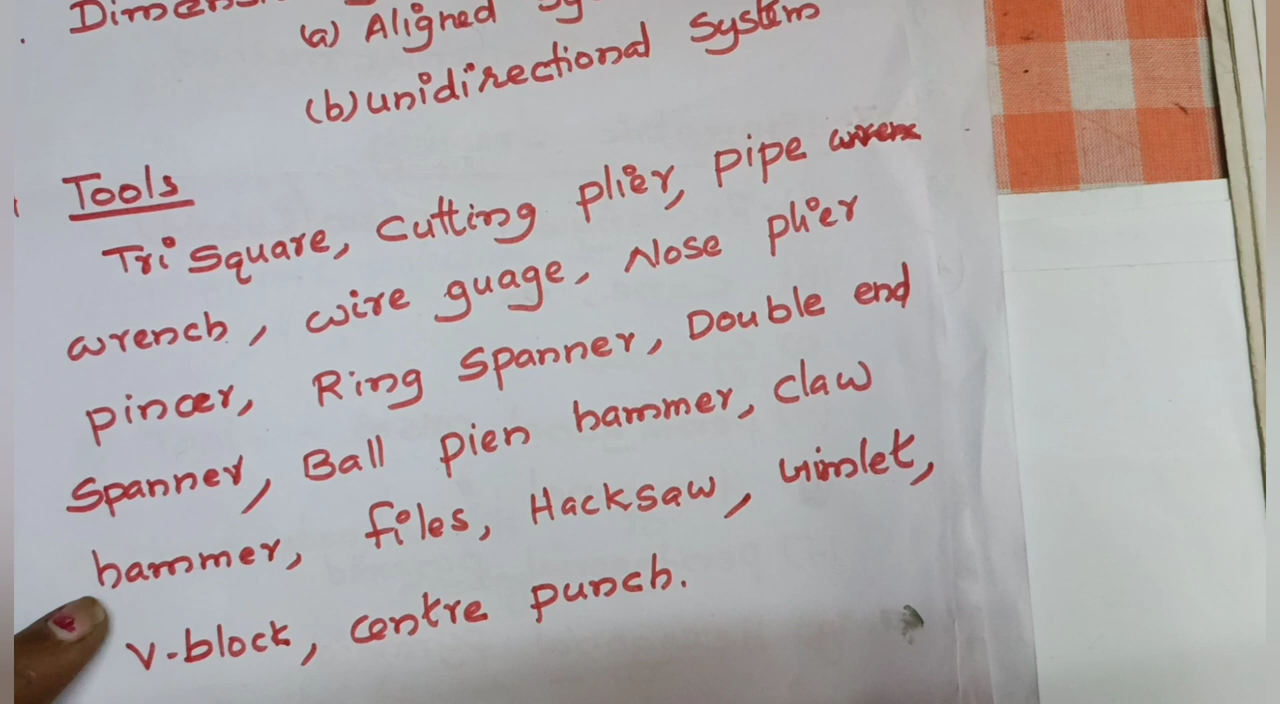 (a) Aligned
(b) unidirectional System
Tools
Tri Square, Cutting plier, pipe
wrench, wire guage, Nose plier
pincer, Ring Spanner, Double end
Spanner, Ball pien hammer, claw
hammer, files, Hacksaw, Gimlet,
V-block, centre punch.